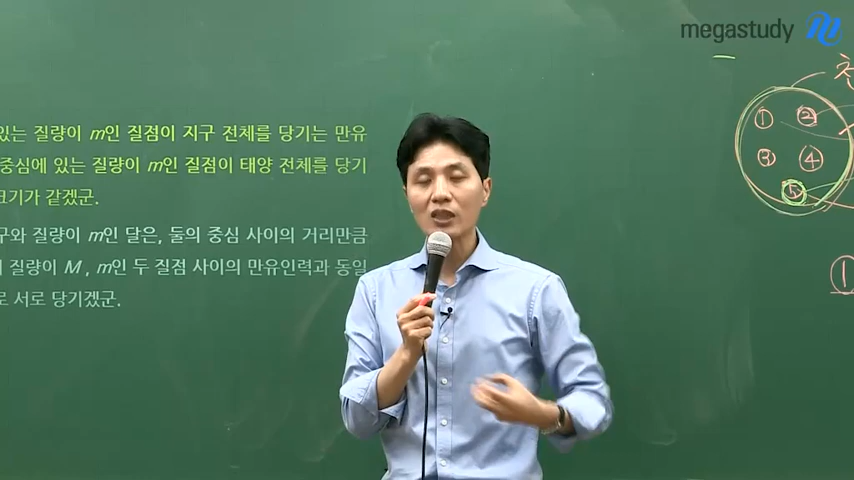 megastudy
있는 질량이 m인 질점이 지구 전체를 당기는 만유
중심에 있는 질량이 m인 질점이 태양 전체를 당기
크기가 같겠군.
구와 질량이 m인 달은, 둘의 중심 사이의 거리만큼
질량이 M, m인 두 질점 사이의 만유인력과 동일
로 서로 당기겠군.
① ②
③ ④
⑤
①